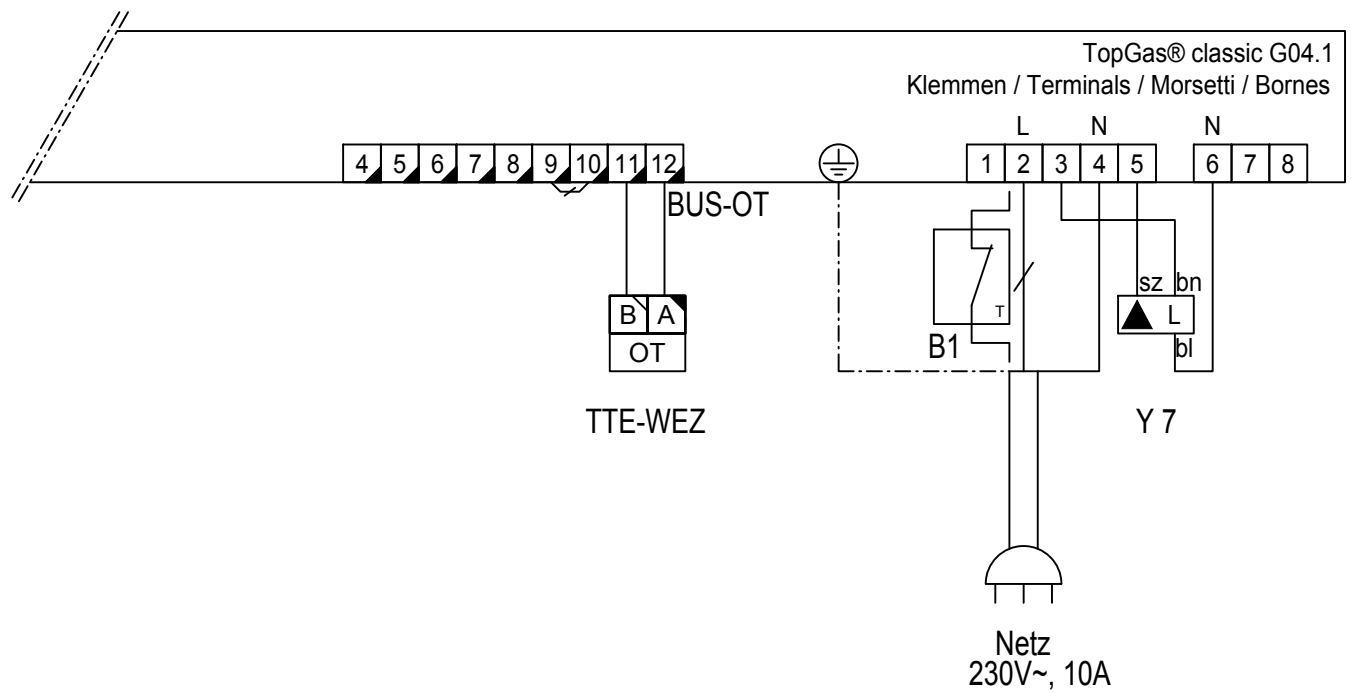 TopGas® classic G04.1
Klemmen / Terminals / Morsetti / Bornes
L N N
4 5 6 7 8 9 10 11 12
1 2 3 4 5 6 7 8
BUS-OT
sz bn
B A
T
L
OT
B1
bl
TTE-WEZ
Y 7
Netz
230V~, 10A